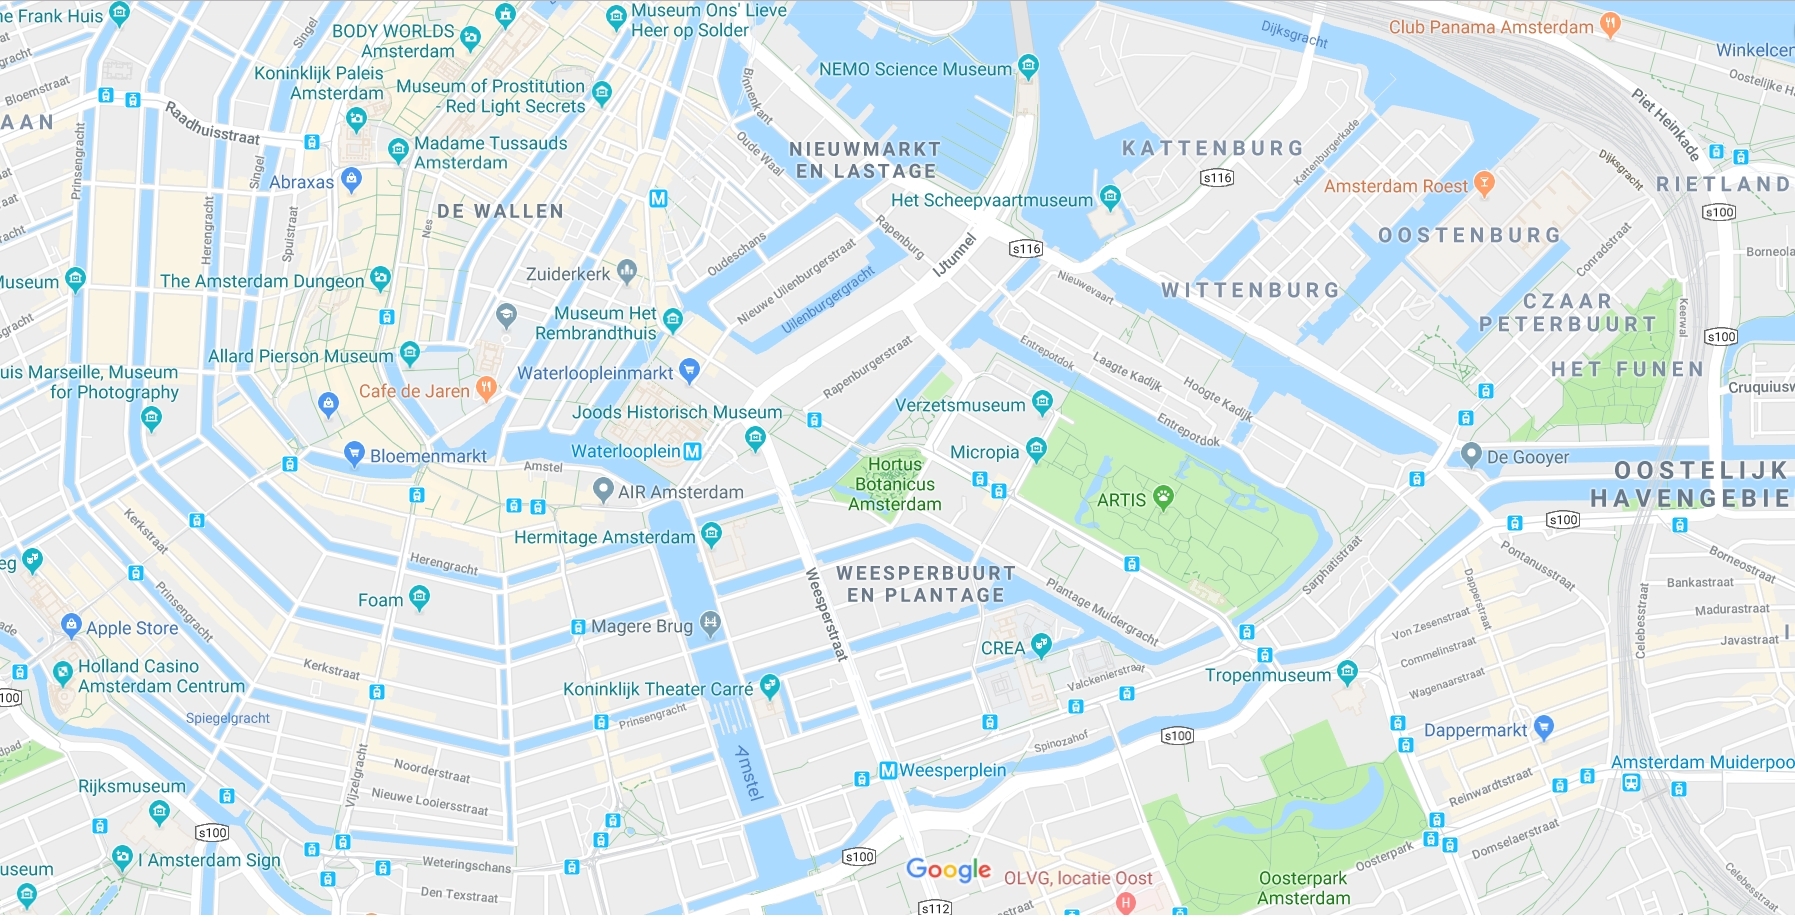 ne Frank Huis
Singel
BODY WORLDS
Amsterdam
Museum Ons' Lieve
Heer op Solder
Dijksgracht
Club Panama Amsterdam
Winkelcen
Koninklijk Paleis
Amsterdam
Museum of Prostitution
- Red Light Secrets
Binnenkant
NEMO Science Museum
Oostelijke Ha
Bloemstraat
Raadhuisstraat
Piet Heinkade
AAN
Prinsengracht
Madame Tussauds
Amsterdam
Oude Waal
NIEUWMARKT
EN LASTAGE
KATTENBURG
Kattenburgerkade
Dijksgracht
Singel
Abraxas
s116
Amsterdam Roest
RIETLAND
Het Scheepvaartmuseum
s100
Herengracht
Spuistraat
Nes
DE WALLEN
M
Oudeschans
Rapenburg
IJtunnel
s116
OOSTENBURG
Conradstraat
Borneola
Museum
The Amsterdam Dungeon
Zuiderkerk
Nieuwe Uilenburgerstraat
Uilenburgergracht
Nieuwevaart
WITTENBURG
CZAAR
PETERBUURT
Keerwal
Museum Het
Rembrandthuis
s100
Allard Pierson Museum
Entrepotdok
Laagte Kadijk
Hoogte Kadijk
HET FUNEN
uis Marseille, Museum
for Photography
Cafe de Jaren
Waterloopleinmarkt
Rapenburgerstraat
Cruquiusw
Joods Historisch Museum
Verzetsmuseum
Entrepotdok
Waterlooplein
M
Micropia
De Gooyer
Bloemenmarkt
Amstel
Hortus
Botanicus
Amsterdam
OOSTELIJK
HAVENGEBIE
AIR Amsterdam
ARTIS
s100
Kerkstraat
Hermitage Amsterdam
Herengracht
Sarphatistraat
Pontanusstraat
Borneostraat
eg
WEESPERBUURT
EN PLANTAGE
Weesperstraat
Plantage Muidergracht
Dapperstraat
Bankastraat
Foam
Prinsengracht
Madurastraat
Apple Store
Magere Brug
Von Zesenstraat
Celebesstraat
Javastraat
CREA
Commelinstraat
Holland Casino
Amsterdam Centrum
Kerkstraat
Koninklijk Theater Carré
Valckenierstraat
Tropenmuseum
Wagenaarstraat
s100
Spiegelgracht
Prinsengracht
Spinozahof
s100
Dappermarkt
dpad
Vijzelgracht
Noorderstraat
Amstel
M
Weesperplein
Amsterdam Muiderpoo
Rijksmuseum
Nieuwe Looiersstraat
Reinwardtstraat
s100
Domselaerstraat
I Amsterdam Sign
Weteringschans
s100
Google
Oosterpark
useum
Den Texstraat
OLVG, locatie Oost
H
Oosterpark
Amsterdam
Celebesstraat
s112